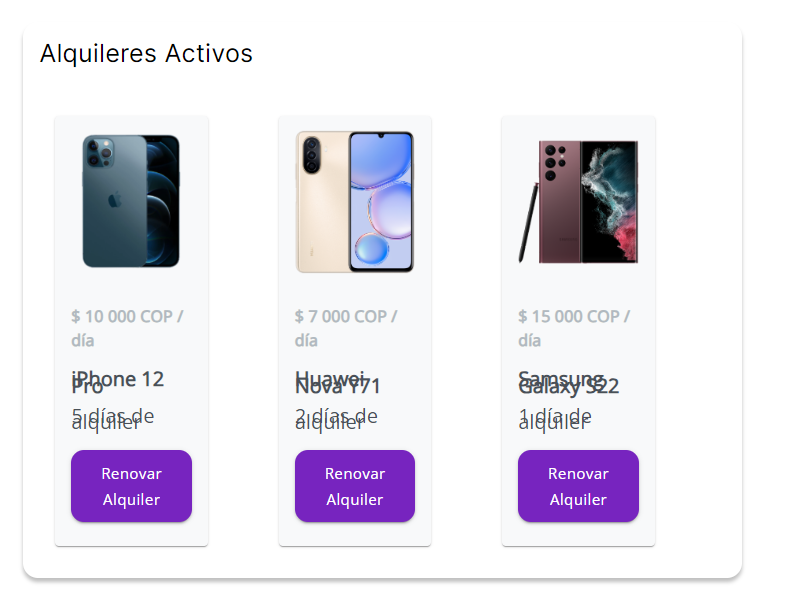 Alquileres Activos
$ 10 000 COP /
día
iPhone 12
Pro
5 días de
alquiler
Renovar
Alquiler
$ 7 000 COP /
día
Huawei
Nova Y71
2 días de
alquiler
Renovar
Alquiler
$ 15 000 COP /
día
Samsung
Galaxy S22
1 día de
alquiler
Renovar
Alquiler